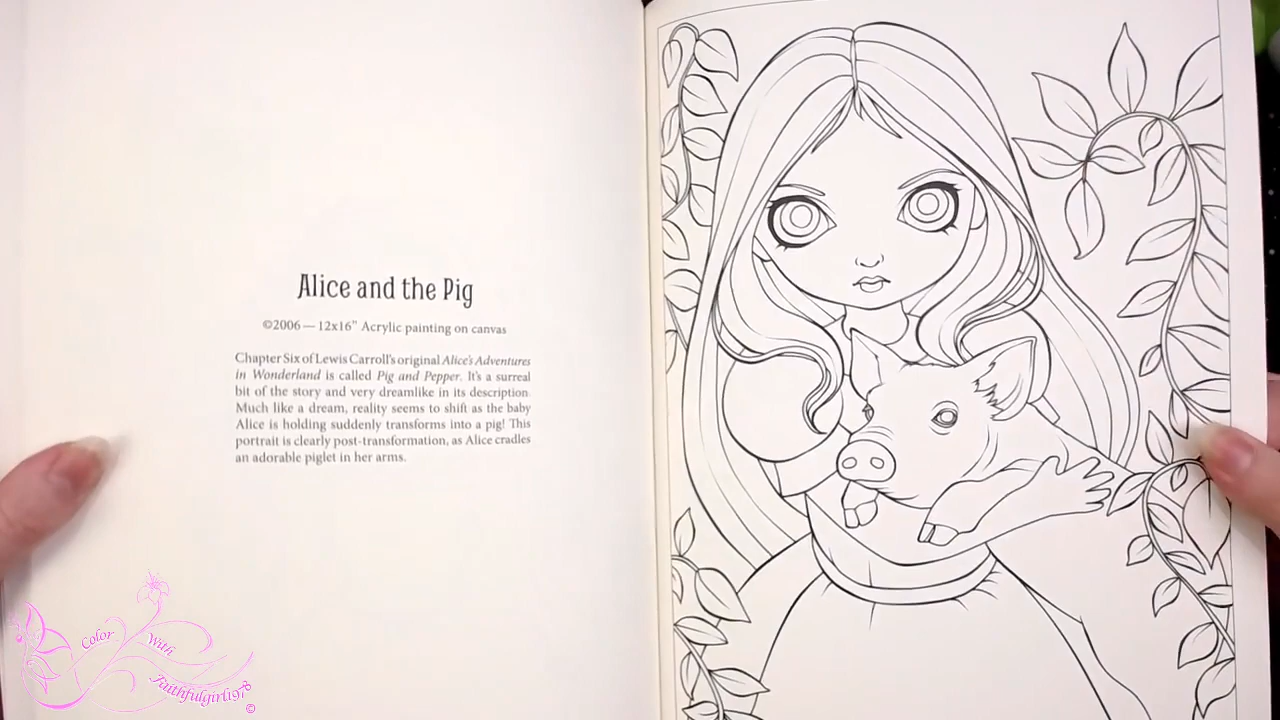 Alice and the Pig
©2006 — 12x16" Acrylic painting on canvas
Chapter Six of Lewis Carroll's original Alice's Adventures
in Wonderland is called Pig and Pepper. It's a surreal
bit of the story and very dreamlike in its description.
Much like a dream, reality seems to shift as the baby
Alice is holding suddenly transforms into a pig! This
portrait is clearly post-transformation, as Alice cradles
an adorable piglet in her arms.
Color With
Faithfulgirl1978
©